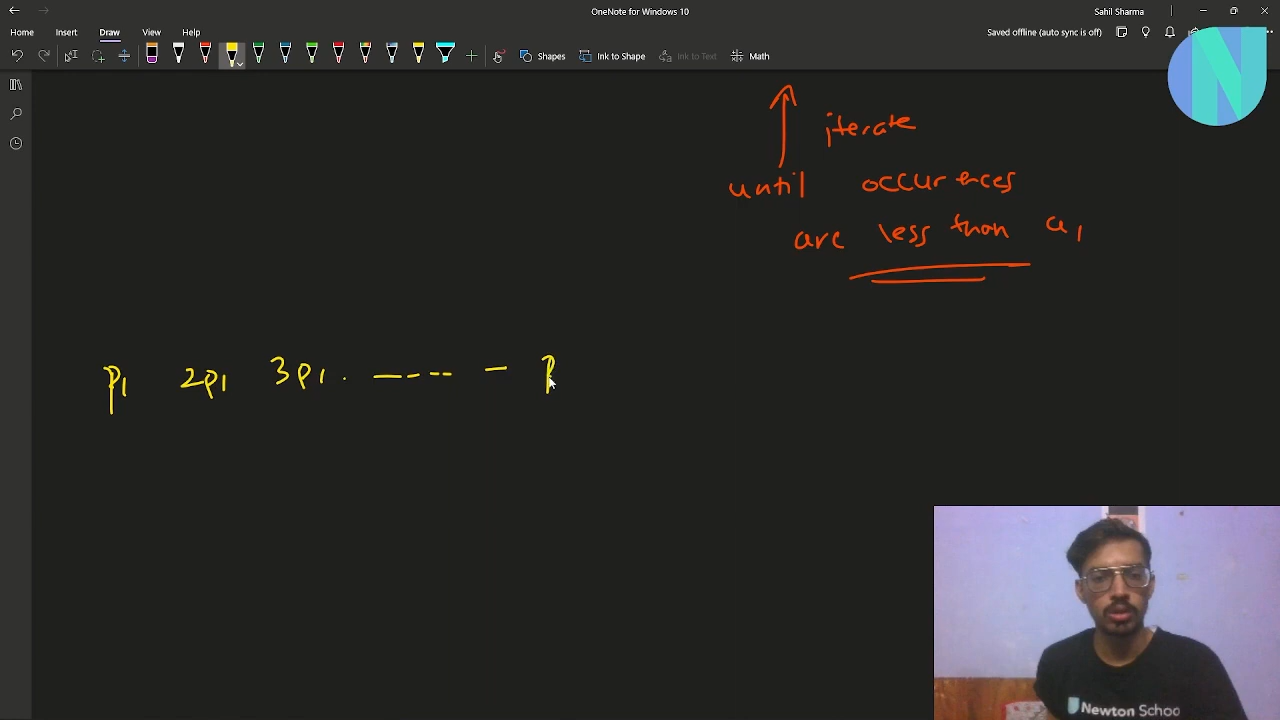 OneNote for Windows 10
Sahil Sharma
Home Insert Draw View Help
Saved offline (auto sync is off)
Shapes Ink to Shape Ink to Text Math
iterate
until occurences
are less than a1
p1 2p1 3p1 . — - - - — p
Newton Schoo